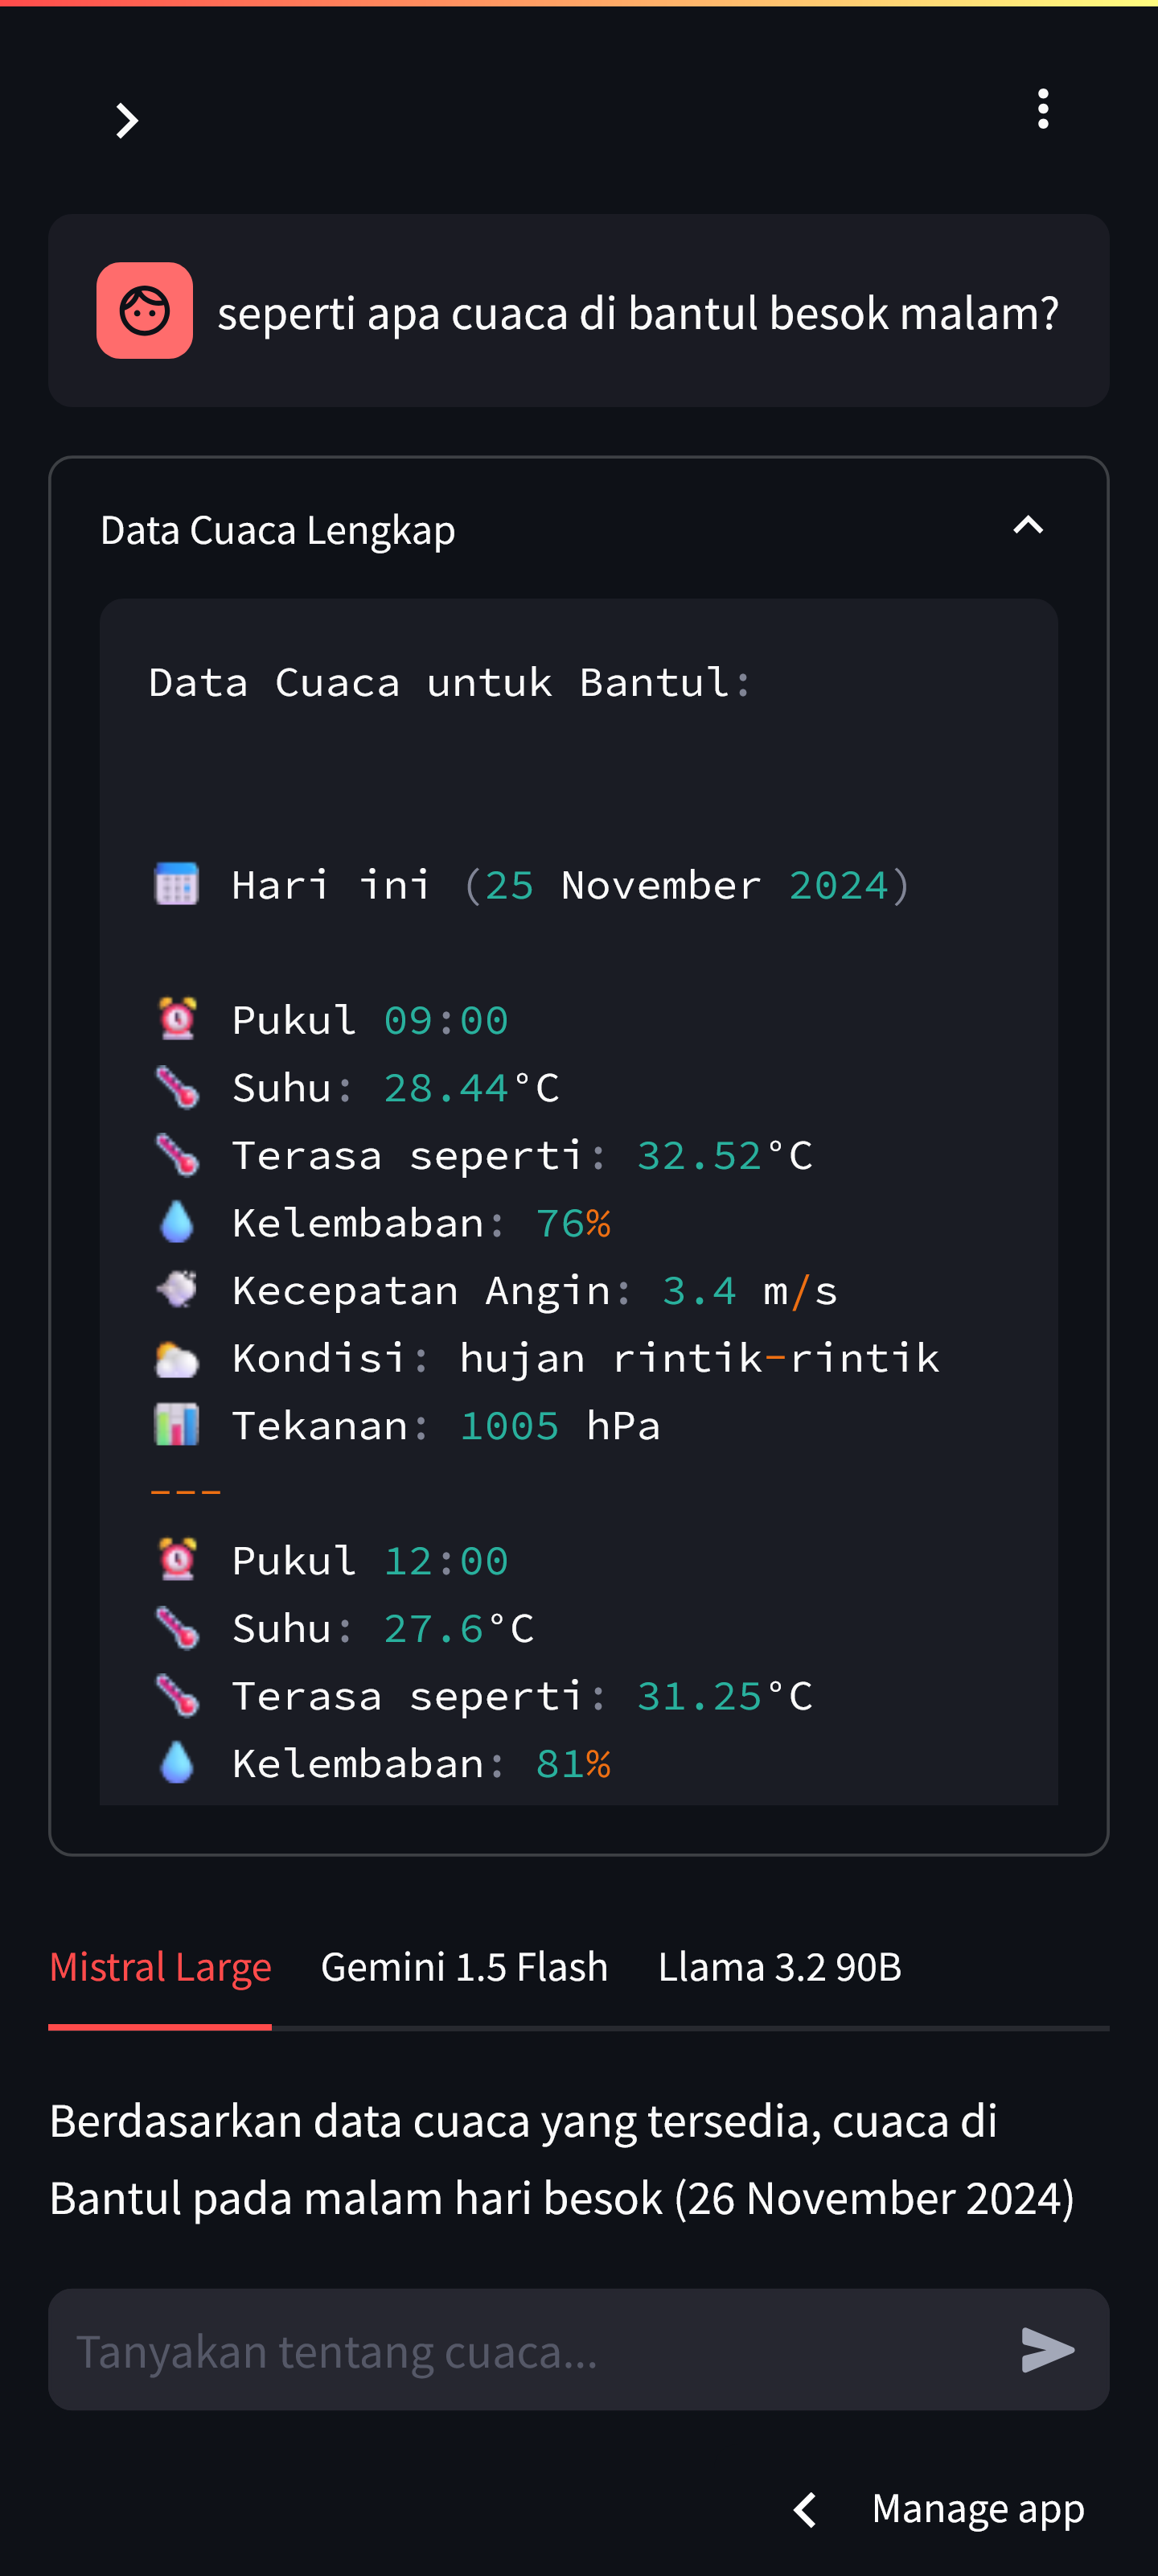 seperti apa cuaca di bantul besok malam?
Data Cuaca Lengkap
Data Cuaca untuk Bantul:
Hari ini (25 November 2024)
Pukul 09:00
Suhu: 28.44°C
Terasa seperti: 32.52°C
Kelembaban: 76%
Kecepatan Angin: 3.4 m/s
Kondisi: hujan rintik-rintik
Tekanan: 1005 hPa
---
Pukul 12:00
Suhu: 27.6°C
Terasa seperti: 31.25°C
Kelembaban: 81%
Mistral Large Gemini 1.5 Flash Llama 3.2 90B
Berdasarkan data cuaca yang tersedia, cuaca di
Bantul pada malam hari besok (26 November 2024)
Tanyakan tentang cuaca...
Manage app